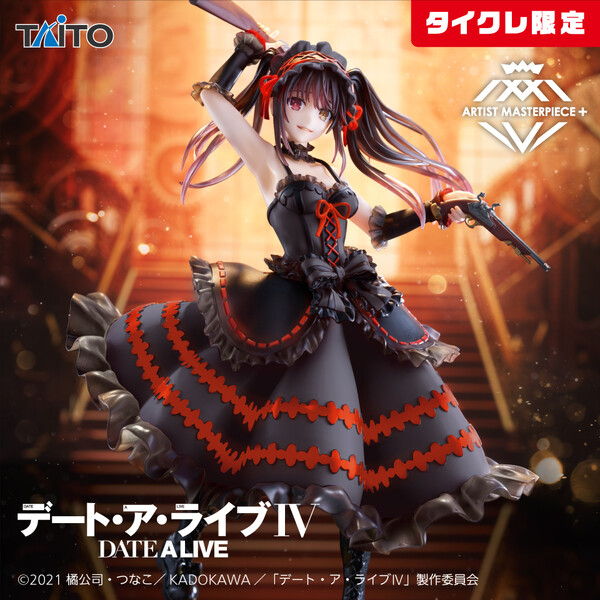 TAITO
タイクレ限定
ARTIST MASTERPIECE+
DATE LIVE
デート・ア・ライブIV
DATE A LIVE
©2021 橘公司・つなこ／KADOKAWA／「デート・ア・ライブⅣ」製作委員会